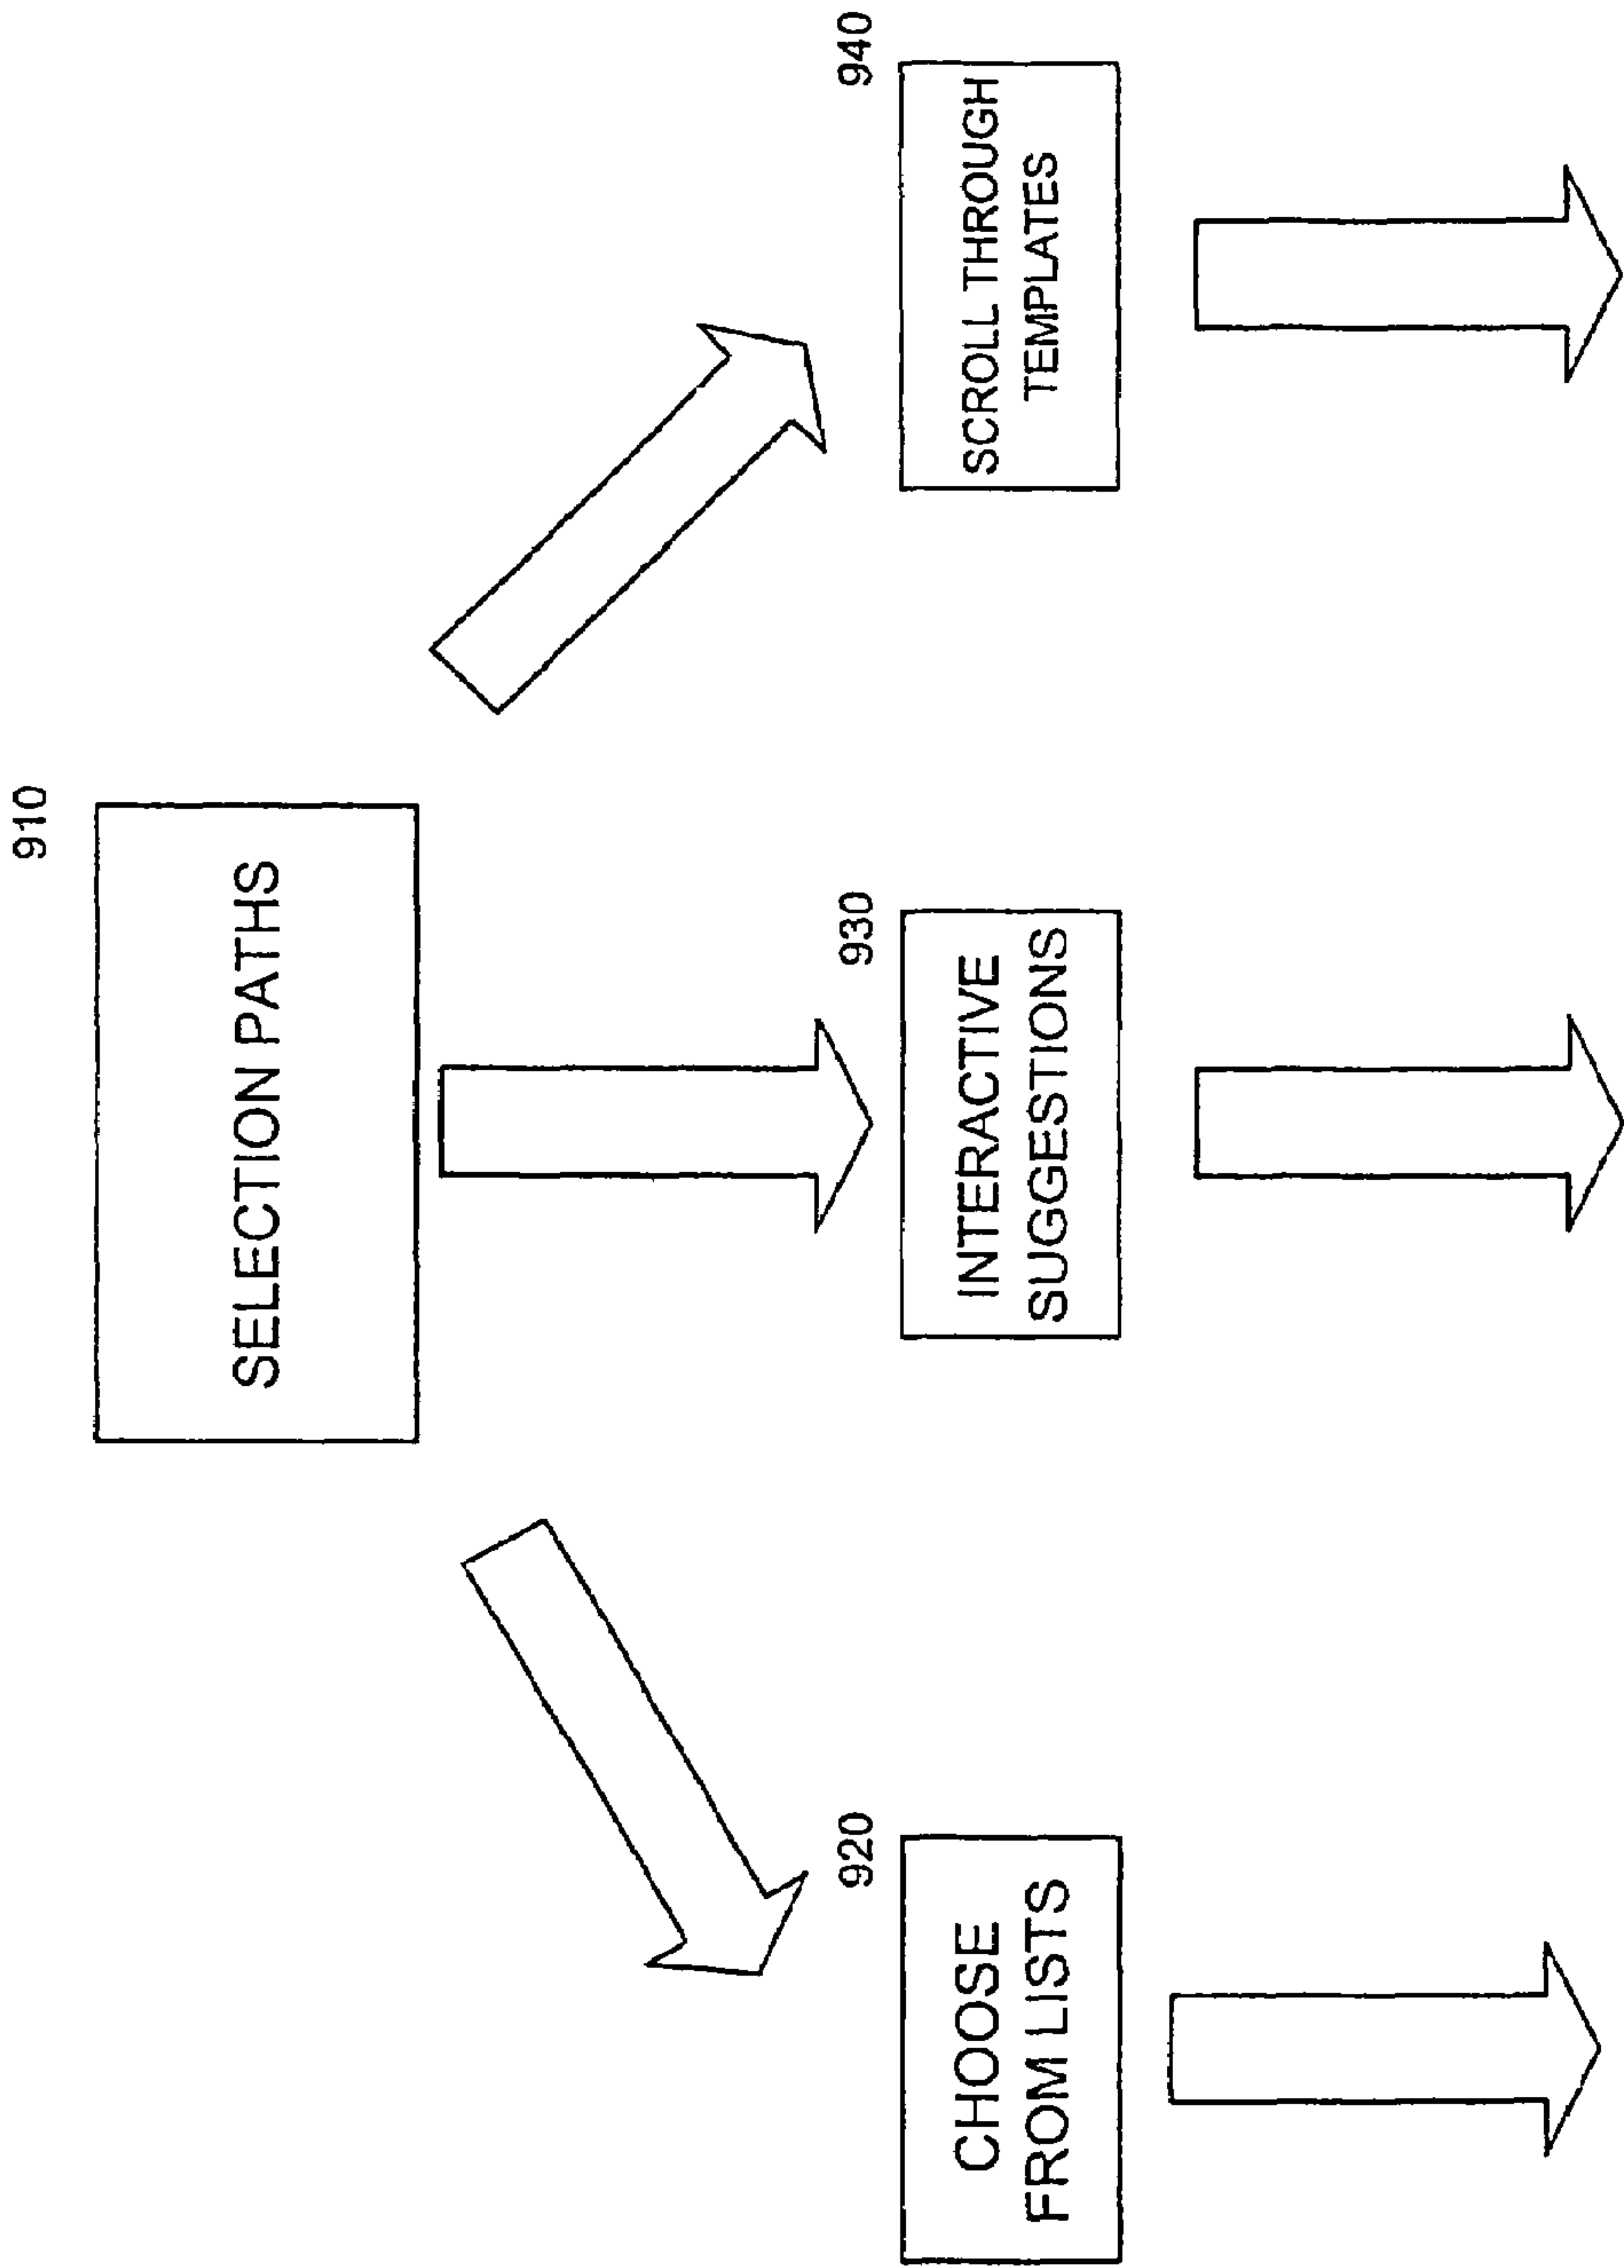 910
SELECTION PATHS
920
CHOOSE
FROM LISTS
930
INTERACTIVE
SUGGESTIONS
940
SCROLL THROUGH
TEMPLATES